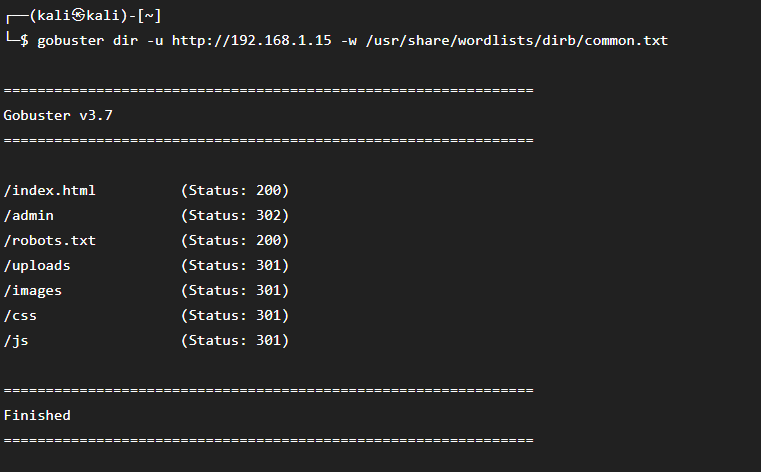 ┌──(kali㉿kali)-[~]
└─$ gobuster dir -u http://192.168.1.15 -w /usr/share/wordlists/dirb/common.txt
===============================================================
Gobuster v3.7
===============================================================
/index.html          (Status: 200)
/admin               (Status: 302)
/robots.txt          (Status: 200)
/uploads             (Status: 301)
/images              (Status: 301)
/css                 (Status: 301)
/js                  (Status: 301)
===============================================================
Finished
===============================================================